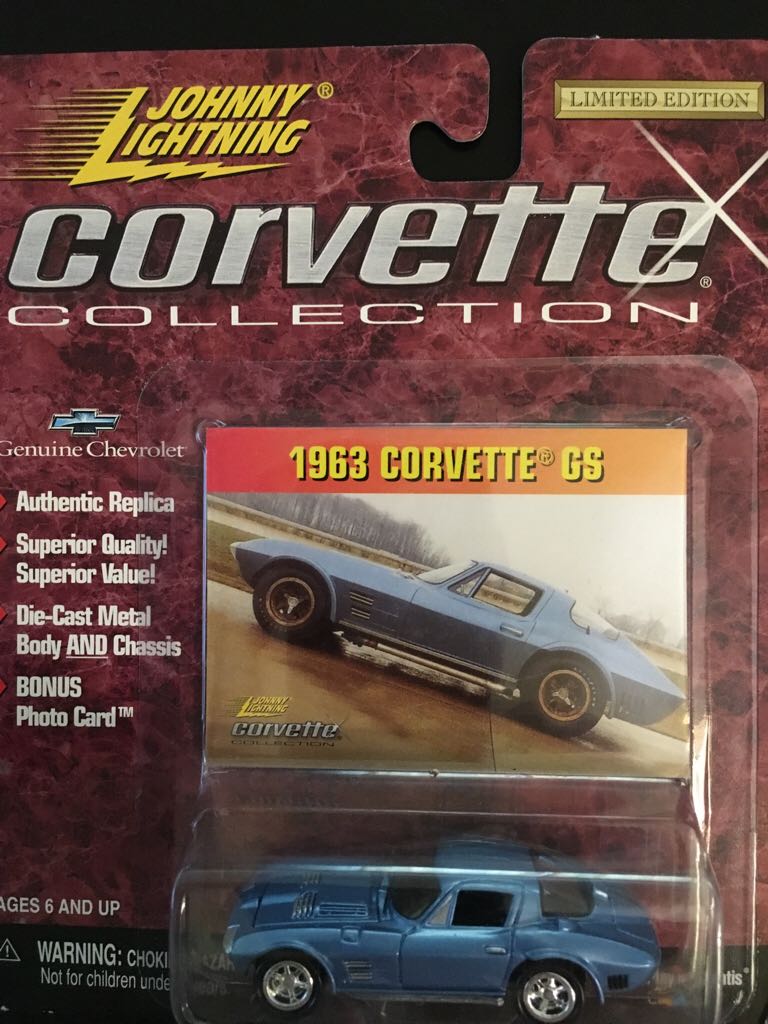 JOHNNY LIGHTNING®
LIMITED EDITION
corvette®
COLLECTION
Genuine Chevrolet
1963 CORVETTE® GS
Authentic Replica
Superior Quality!
Superior Value!
Die-Cast Metal
Body AND Chassis
BONUS
Photo Card™
JOHNNY
LIGHTNING
corvette
COLLECTION
AGES 6 AND UP
WARNING:
Not for children